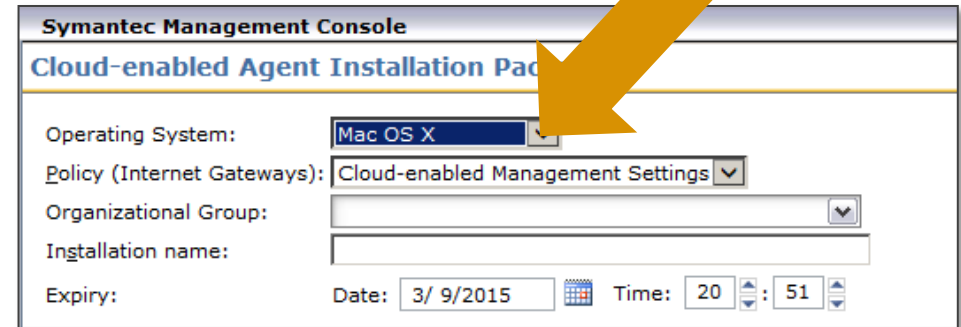 Symantec Management Console
Cloud-enabled Agent Installation Pac
Operating System: Mac OS X
Policy (Internet Gateways): Cloud-enabled Management Settings
Organizational Group:
Installation name:
Expiry: Date: 3/ 9/2015 Time: 20 : 51